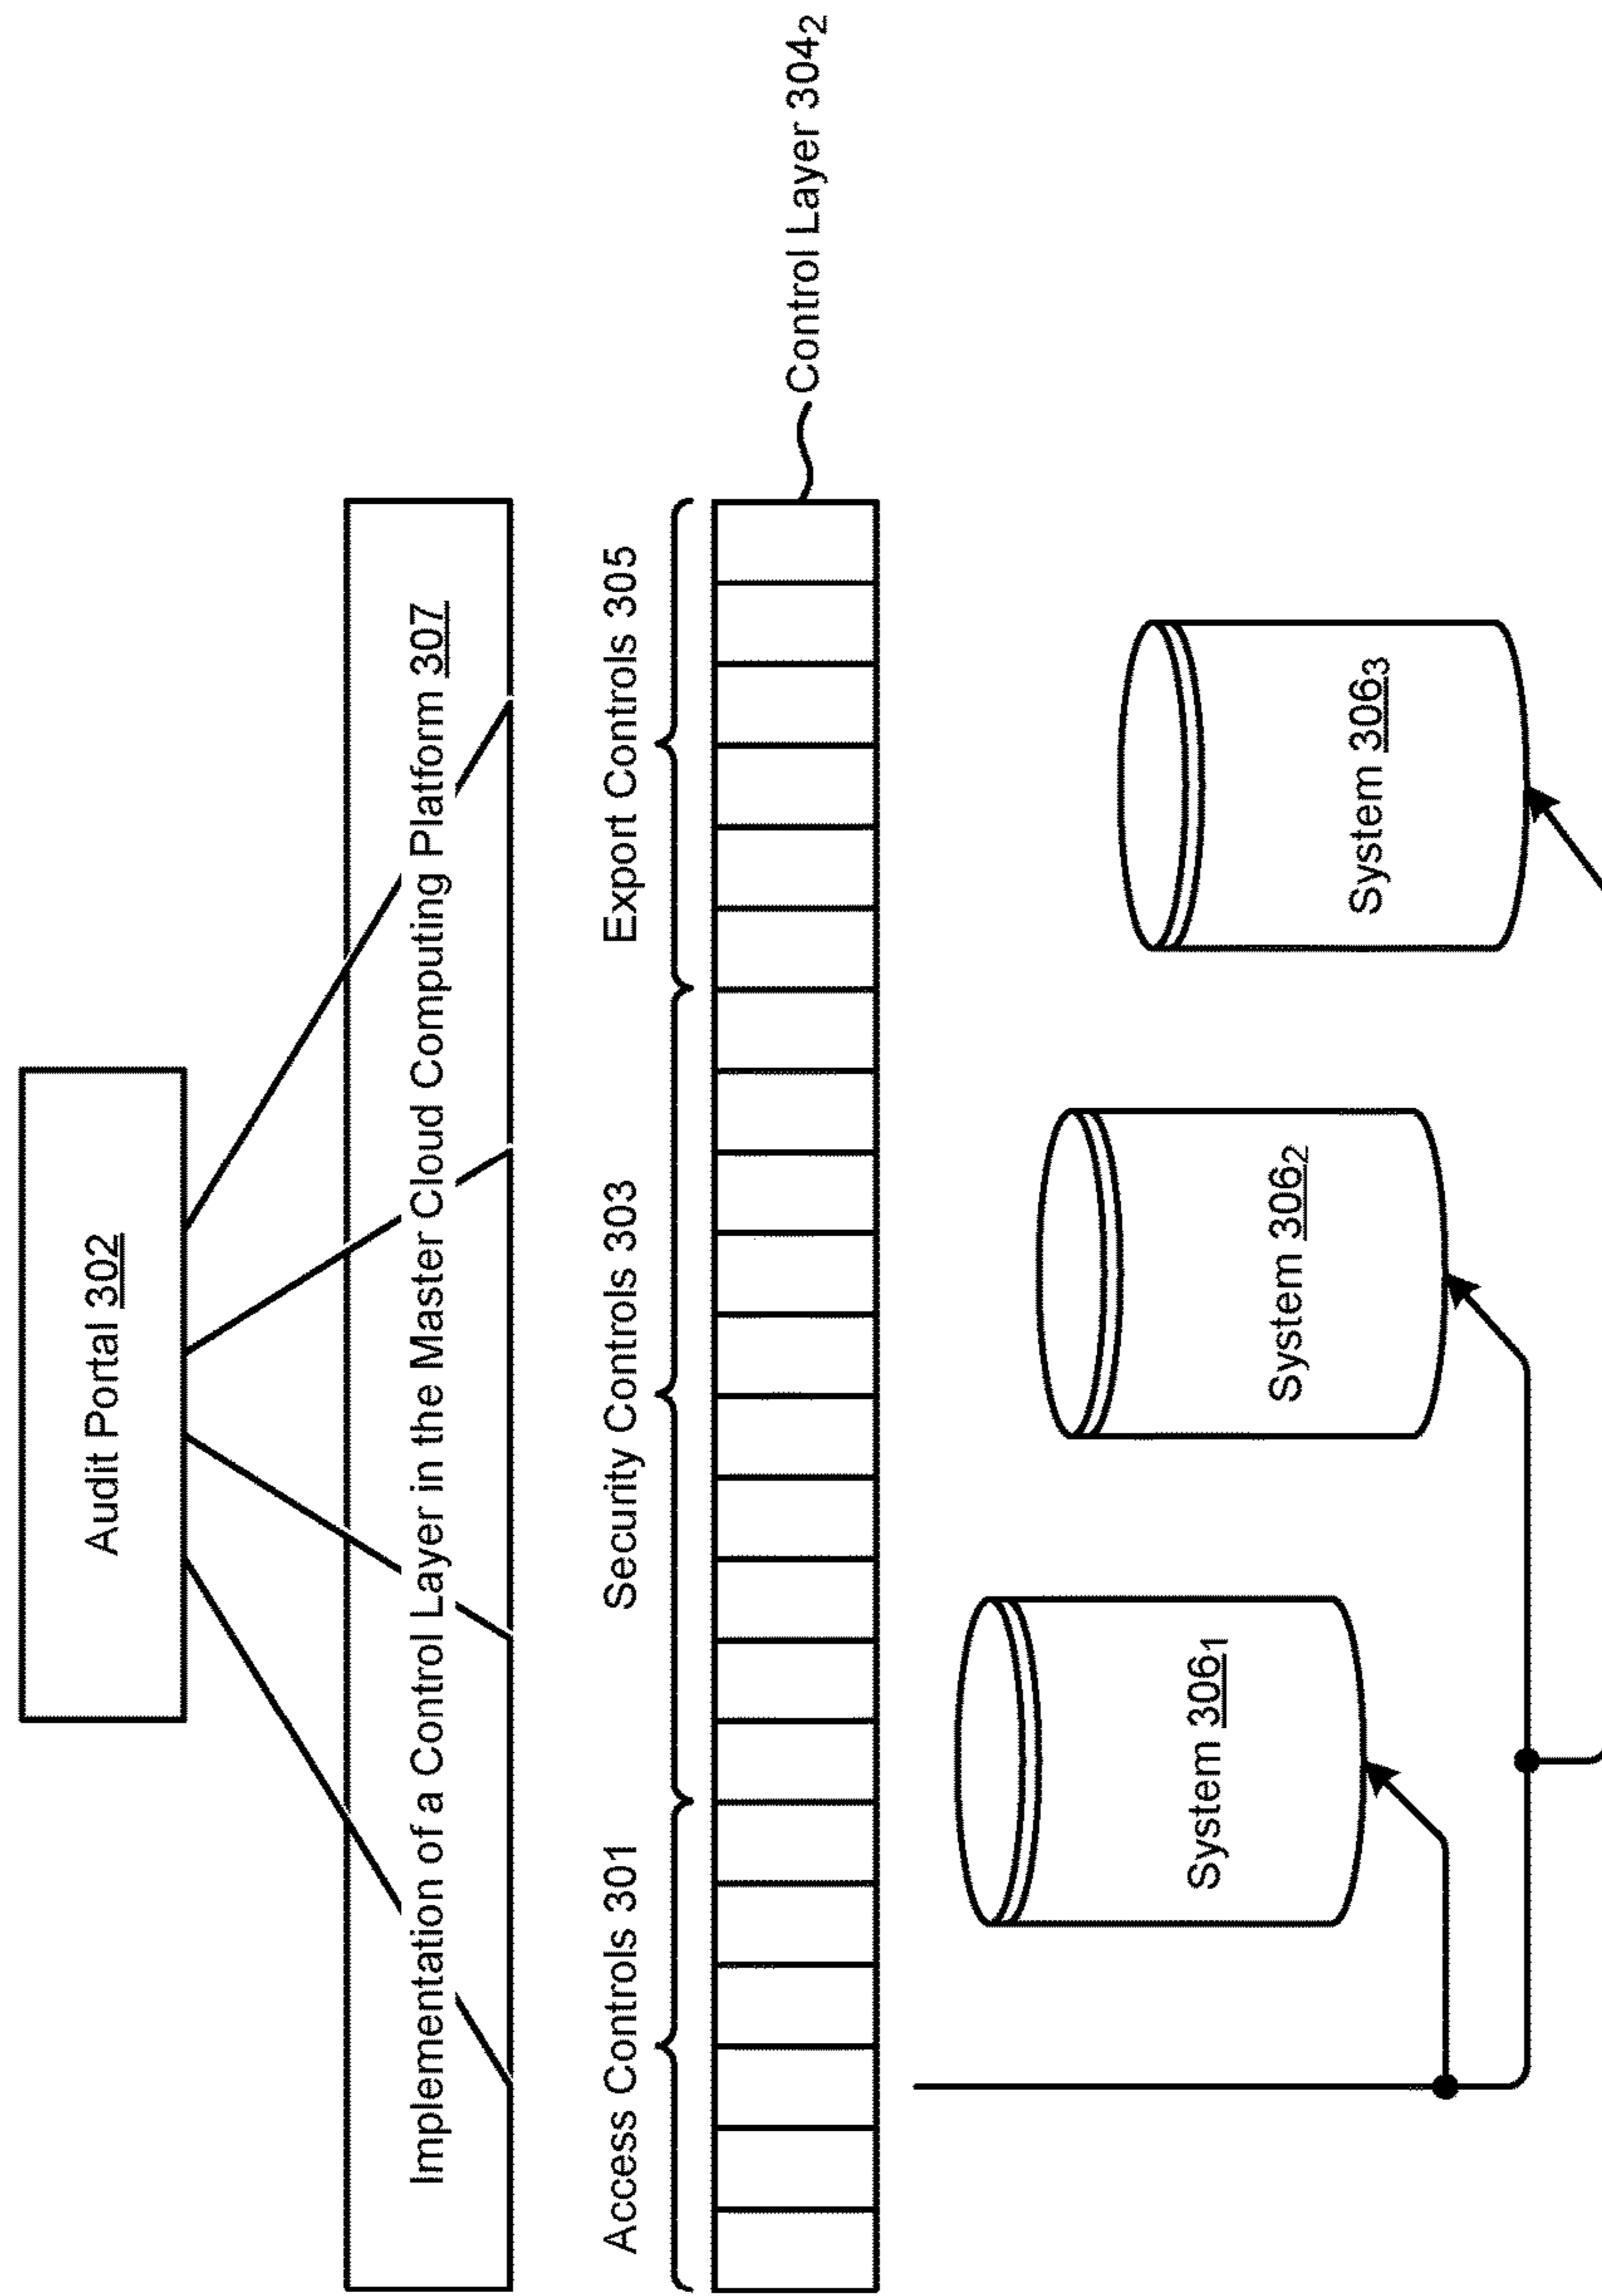 Audit Portal 302
Implementation of a Control Layer in the Master Cloud Computing Platform 307
Access Controls 301
Security Controls 303
Export Controls 305
Control Layer 304₂
System 306₁
System 306₂
System 306₃